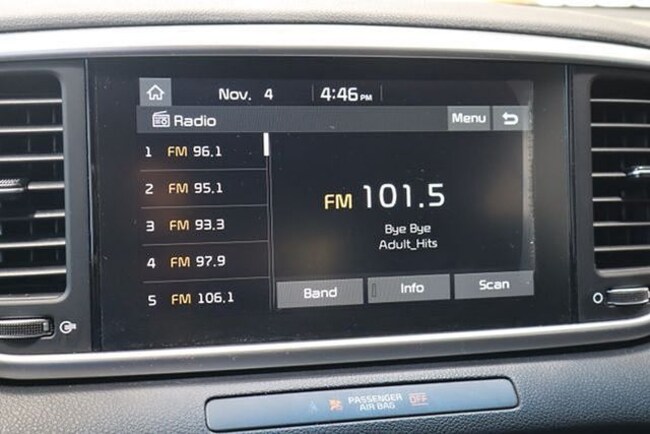 Nov. 4 4:46 PM
Radio Menu
1 FM 96.1
2 FM 95.1
3 FM 93.3
4 FM 97.9
5 FM 106.1
FM 101.5
Bye Bye
Adult_Hits
Band Info Scan
PASSENGER
AIR BAG
OFF